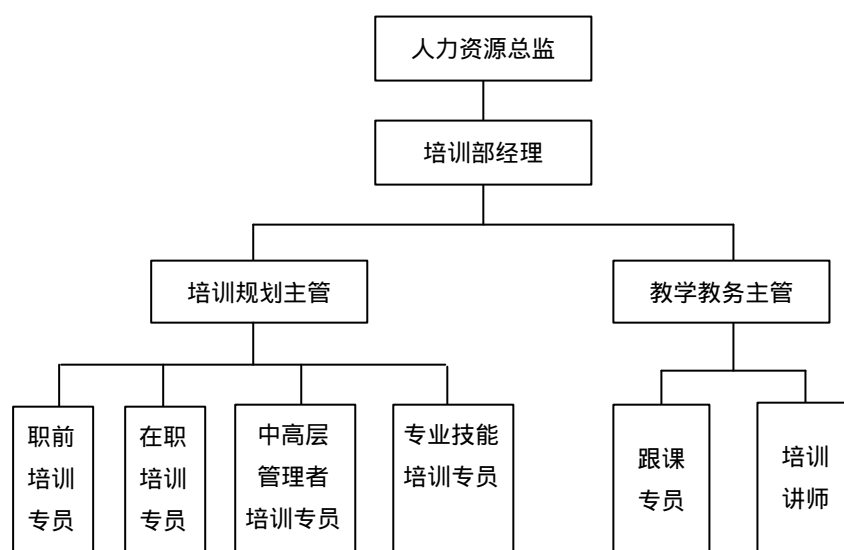 人力资源总监
培训部经理
培训规划主管
教学教务主管
职前
培训
专员
在职
培训
专员
中高层
管理者
培训专员
专业技能
培训专员
跟课
专员
培训
讲师